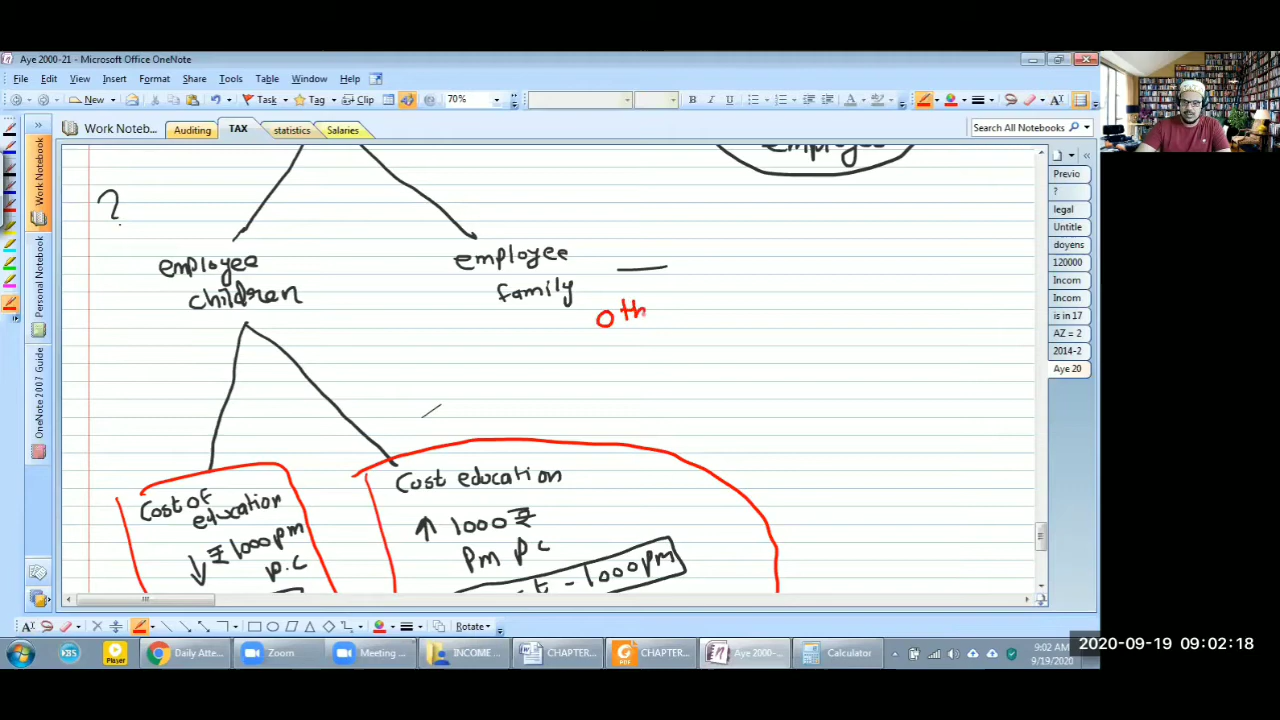 Aye 2000-21 - Microsoft Office OneNote
File Edit View Insert Format Share Tools Table Window Help
New Task Tag Clip 70% B I U A
Work Noteb... Auditing TAX statistics Salaries Search All Notebooks
Work Notebook
Personal Notebook
OneNote 2007 Guide
employee
?
employee
children
employee
family
oth
Cost of
education
↓ ₹ 1000 pm
p.c
Cost education
↑ 1000 ₹
pm pc
t - 1000pm
Previo
?
legal
Untitle
doyens
120000
Incom
Incom
is in 17
AZ = 2
2014-2
Aye 20
Rotate
Player Daily Atte... Zoom Meeting ... INCOME ... CHAPTER... CHAPTER... Aye 2000-... Calculator
9:02 AM
9/19/2020
2020-09-19 09:02:18